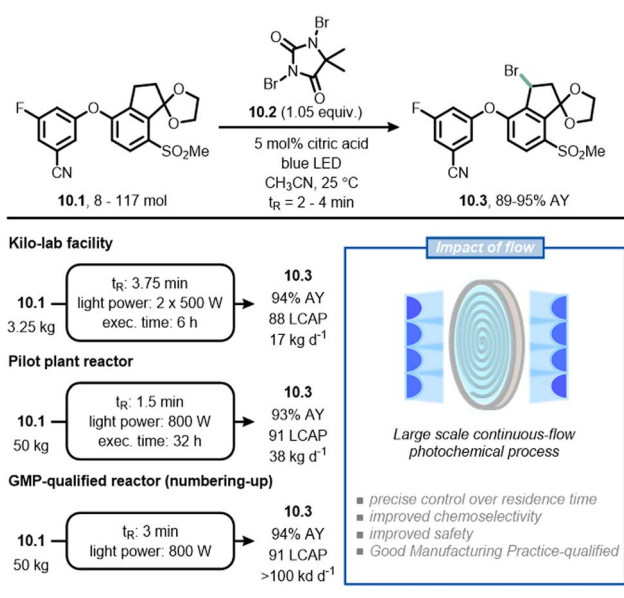 Br
O
N
Br
N
O
10.2 (1.05 equiv.)
5 mol% citric acid
blue LED
CH₃CN, 25 °C
tR = 2 - 4 min
F
O
O
O
SO₂Me
CN
10.1, 8 - 117 mol
Br
F
O
O
O
SO₂Me
CN
10.3, 89-95% AY
Kilo-lab facility
10.1
3.25 kg
tR: 3.75 min
light power: 2 x 500 W
exec. time: 6 h
10.3
94% AY
88 LCAP
17 kg d⁻¹
Pilot plant reactor
10.1
50 kg
tR: 1.5 min
light power: 800 W
exec. time: 32 h
10.3
93% AY
91 LCAP
38 kg d⁻¹
GMP-qualified reactor (numbering-up)
10.1
50 kg
tR: 3 min
light power: 800 W
10.3
94% AY
91 LCAP
>100 kd d⁻¹
Impact of flow
Large scale continuous-flow
photochemical process
▪ precise control over residence time
▪ improved chemoselectivity
▪ improved safety
▪ Good Manufacturing Practice-qualified